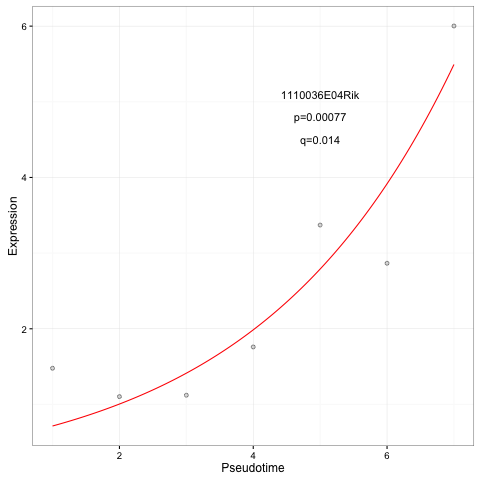 6
1110036E04Rik
p=0.00077
q=0.014
4
Expression
2
2 4 6
Pseudotime